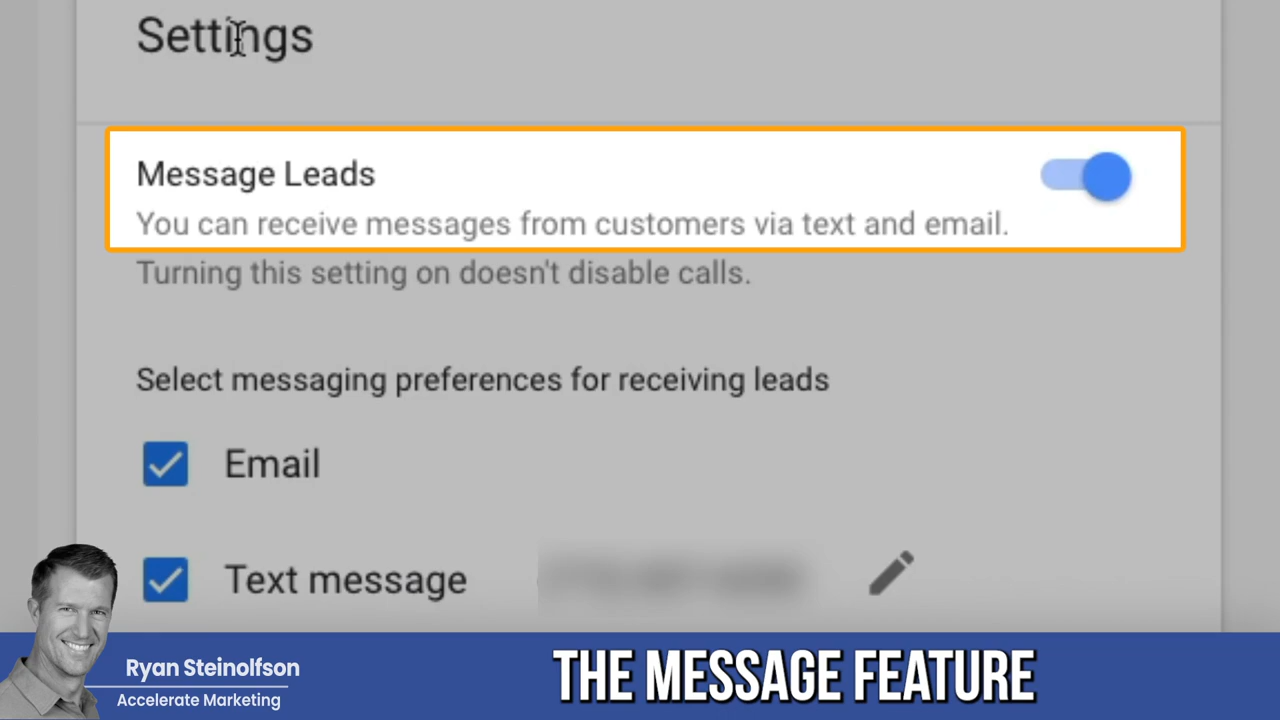 Settings
Message Leads
You can receive messages from customers via text and email.
Turning this setting on doesn't disable calls.
Select messaging preferences for receiving leads
Email
Text message
Ryan Steinolfson
Accelerate Marketing
THE MESSAGE FEATURE